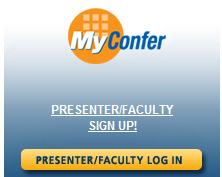 MyConfer
PRESENTER/FACULTY
SIGN UP!
PRESENTER/FACULTY LOG IN